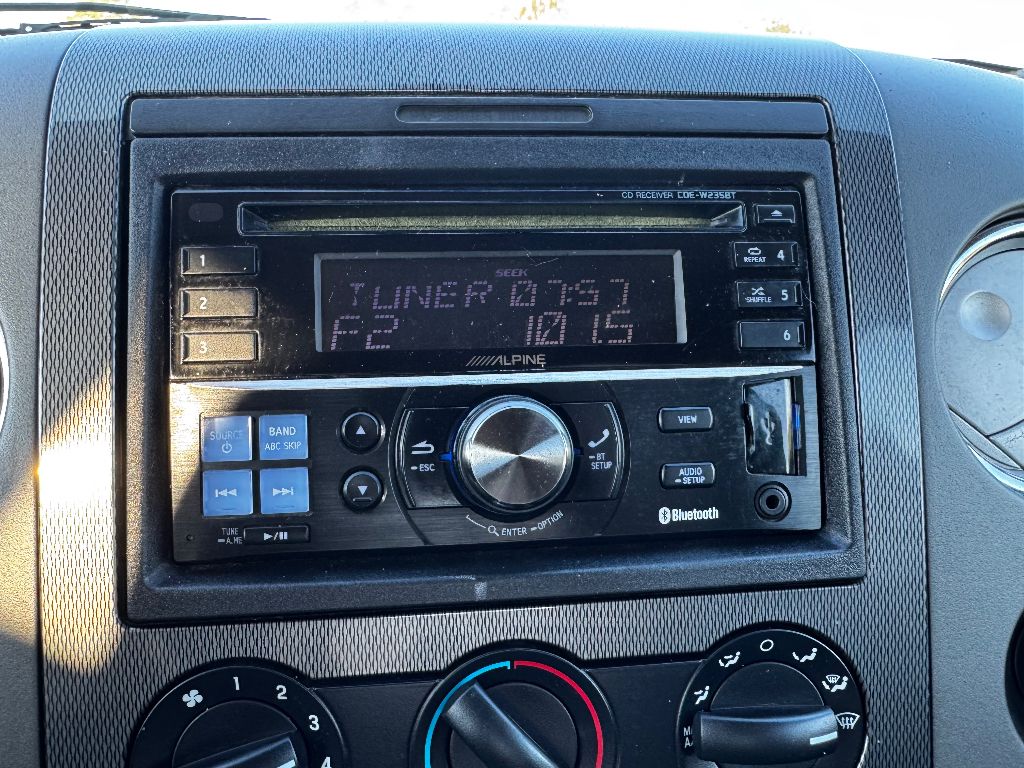 CD RECEIVER CDE-W235BT
1
2
3
REPEAT 4
SHUFFLE 5
6
SEEK
TUNER 07:57
F2 101.5
ALPINE
SOURCE
BAND
ABC SKIP
ESC
BT
SETUP
VIEW
AUDIO
SETUP
TUNE
A.ME
ENTER OPTION
Bluetooth
1 2 3 4